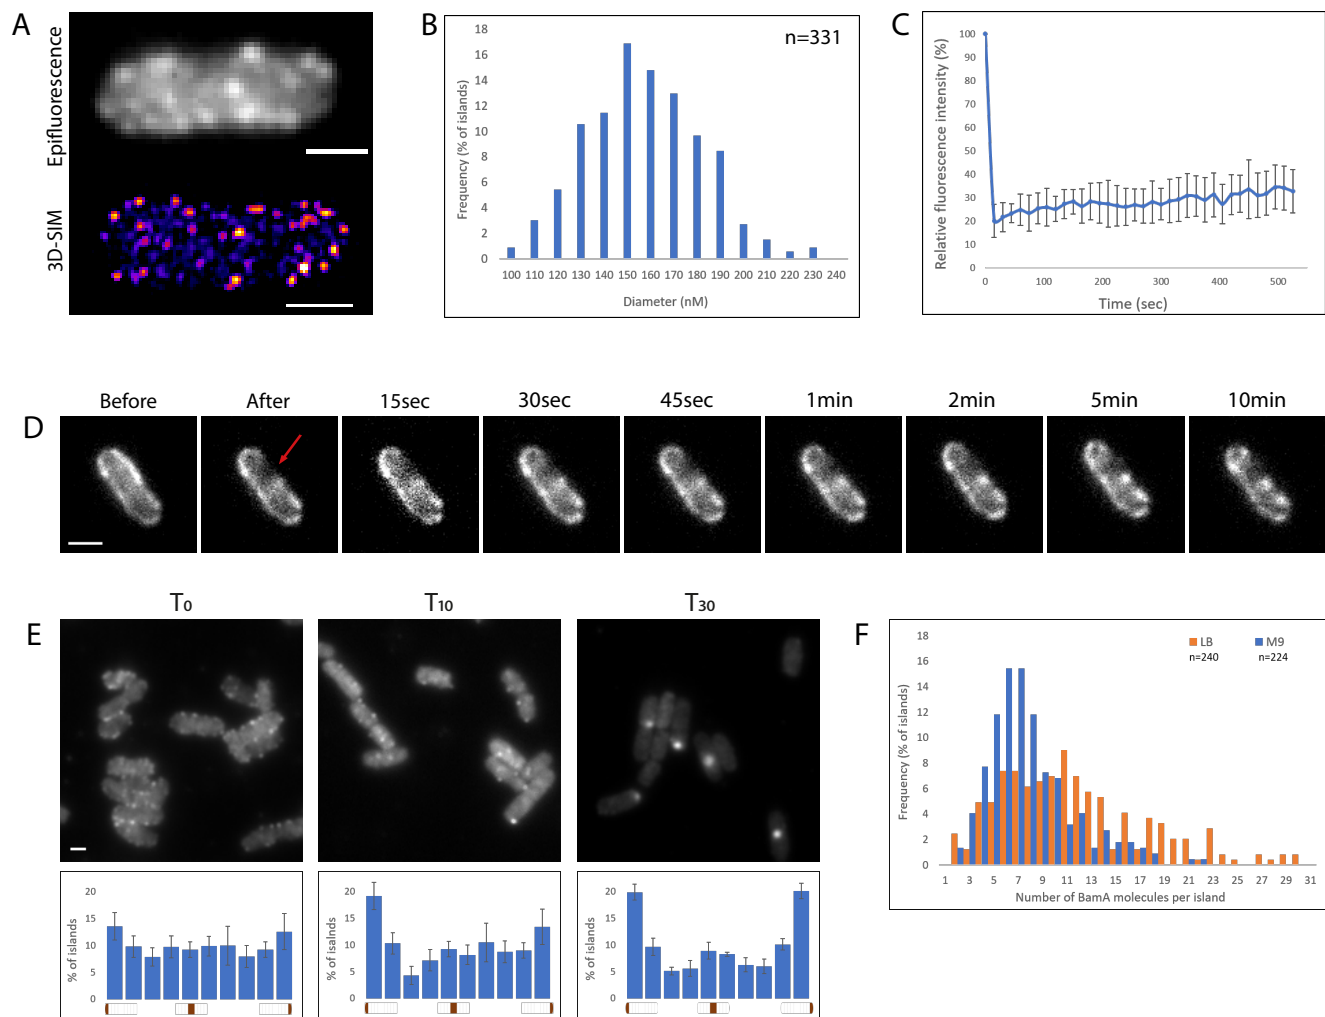 A
Epifluorescence
3D-SIM
B
n=331
Frequency (% of islands)
18
16
14
12
10
8
6
4
2
0
100 110 120 130 140 150 160 170 180 190 200 210 220 230 240
Diameter (nM)
C
Relative fluorescence intensity (%)
100
90
80
70
60
50
40
30
20
10
0
0 100 200 300 400 500
Time (sec)
D
Before After 15sec 30sec 45sec 1min 2min 5min 10min
E
T0 T10 T30
% of islands
20
15
10
5
0
% of isalnds
20
15
10
5
0
% of islands
20
15
10
5
0
F
LB M9
n=240 n=224
Frequency (% of islands)
18
16
14
12
10
8
6
4
2
0
1 3 5 7 9 11 13 15 17 19 21 23 25 27 29 31
Number of BamA molecules per island